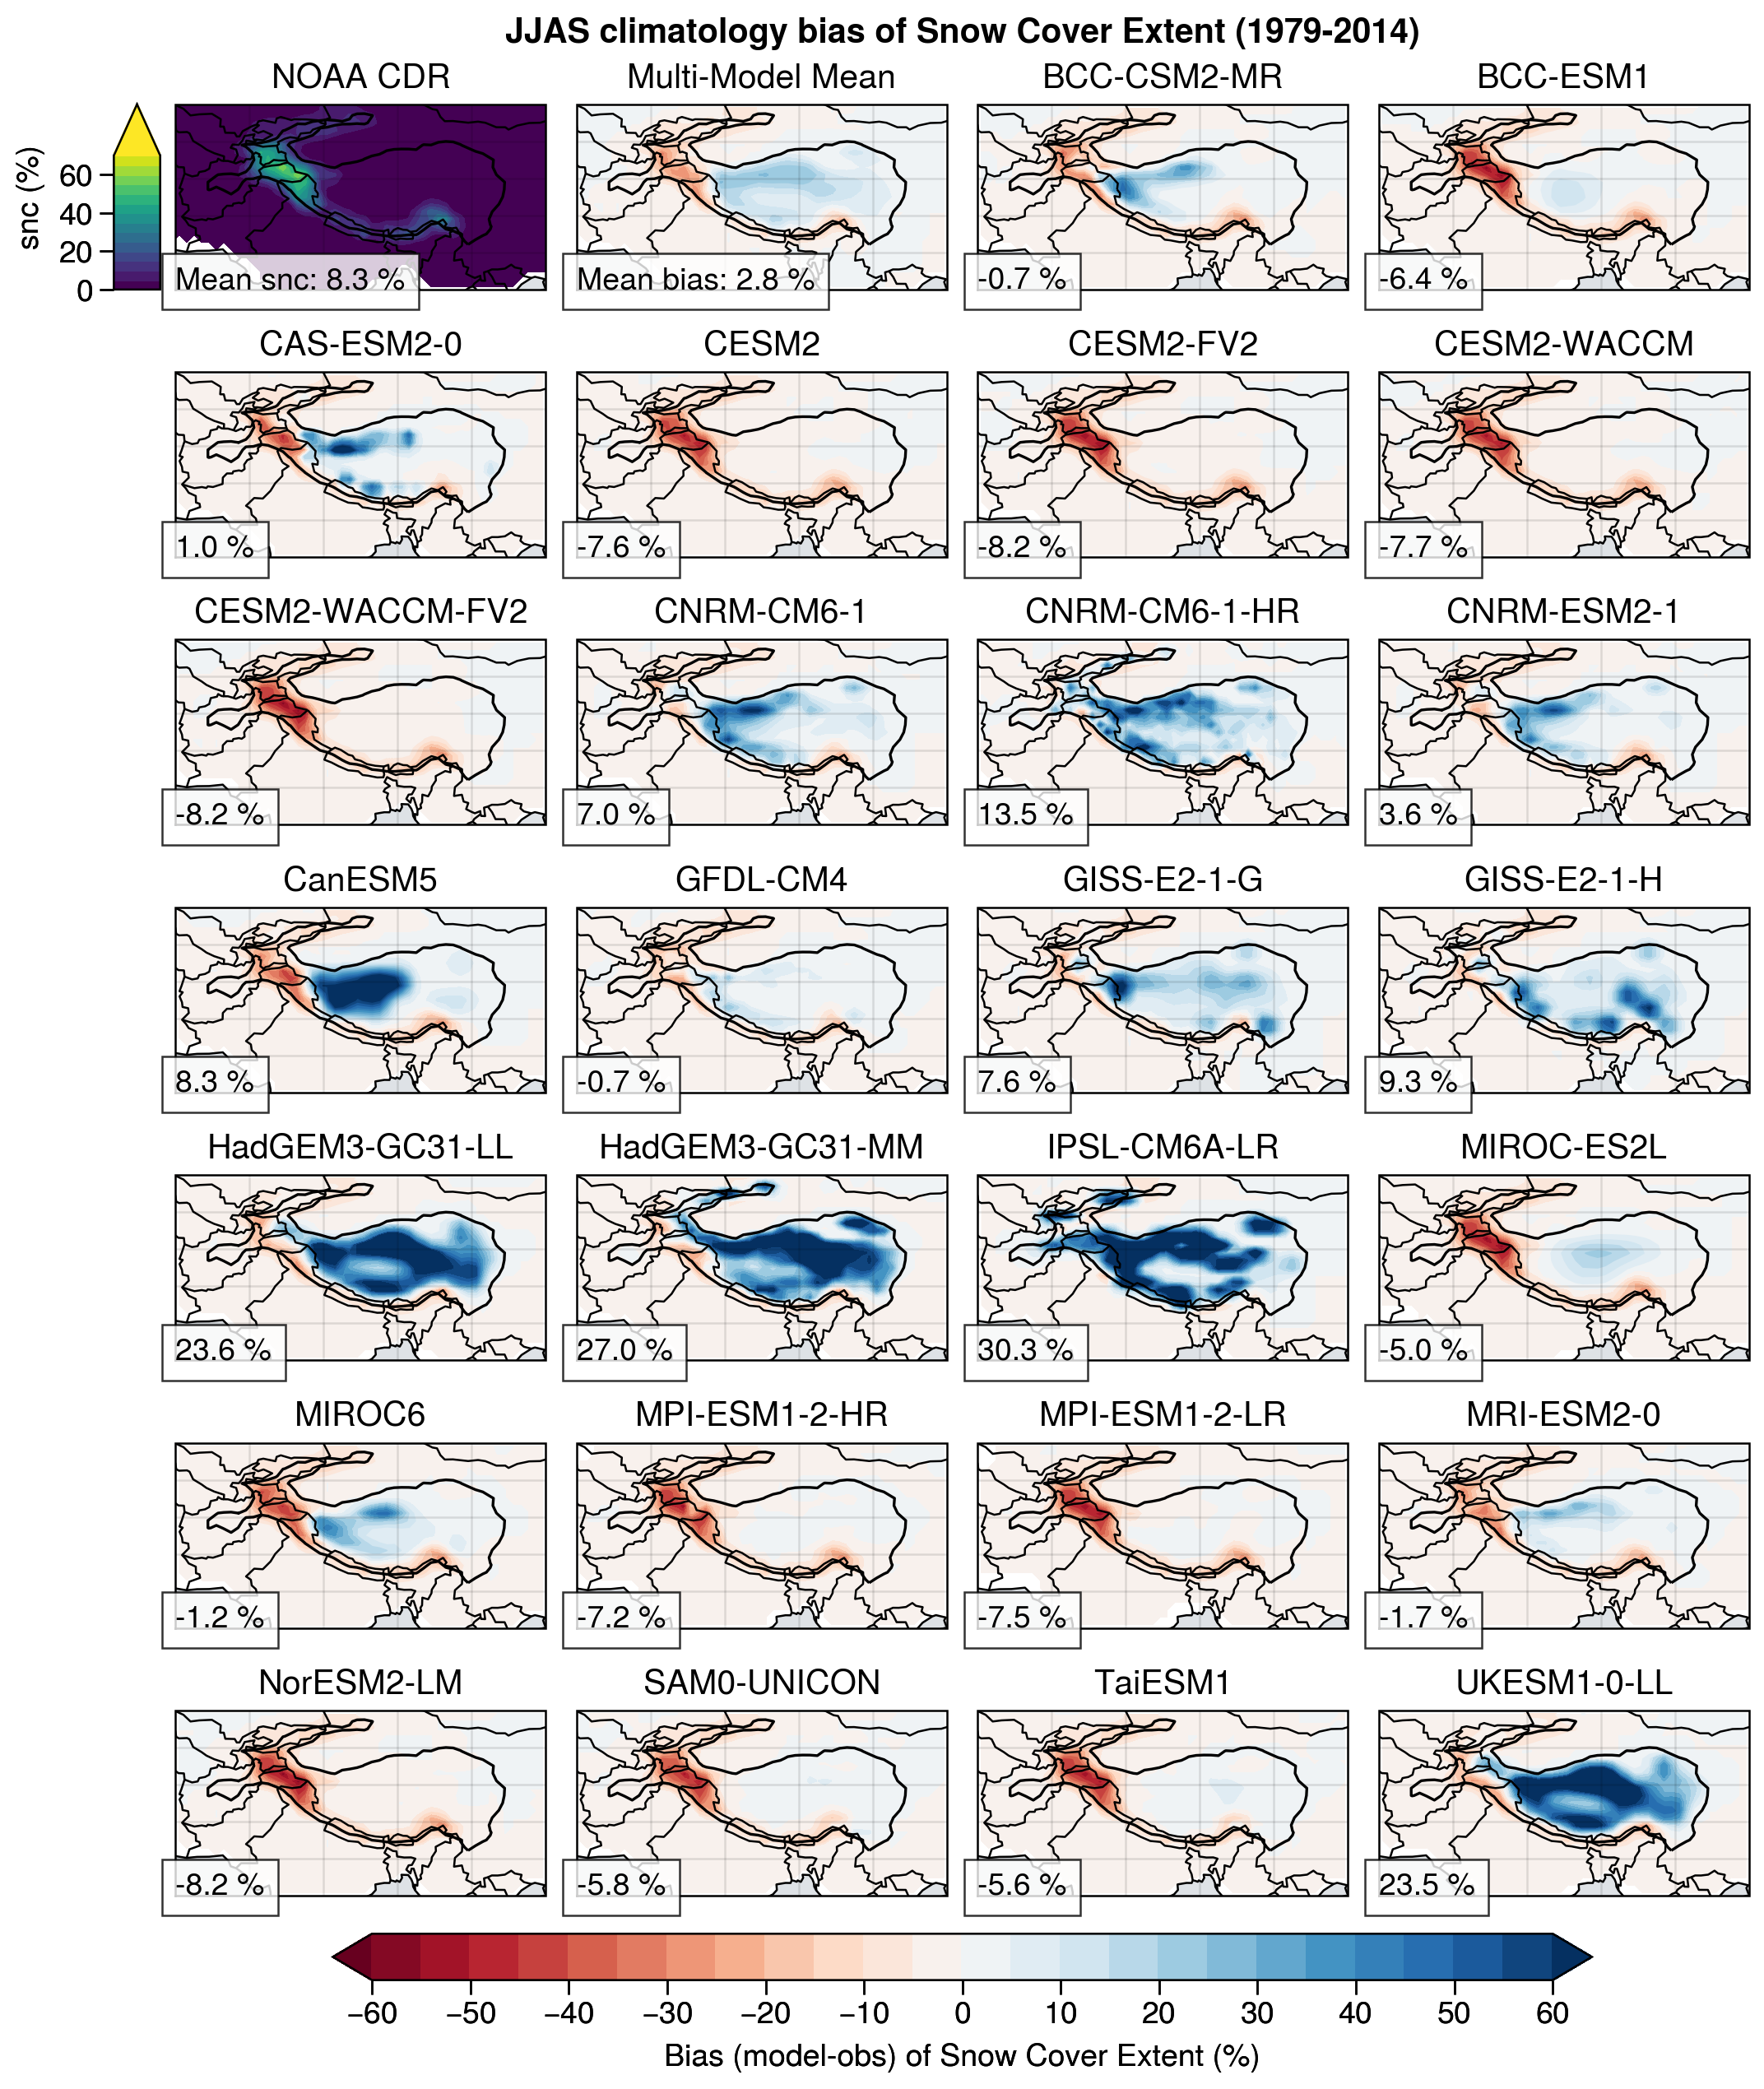 JJAS climatology bias of Snow Cover Extent (1979-2014)
NOAA CDR
Multi-Model Mean
BCC-CSM2-MR
BCC-ESM1
snc (%)
60
40
20
0
Mean snc: 8.3 %
Mean bias: 2.8 %
-0.7 %
-6.4 %
CAS-ESM2-0
CESM2
CESM2-FV2
CESM2-WACCM
1.0 %
-7.6 %
-8.2 %
-7.7 %
CESM2-WACCM-FV2
CNRM-CM6-1
CNRM-CM6-1-HR
CNRM-ESM2-1
-8.2 %
7.0 %
13.5 %
3.6 %
CanESM5
GFDL-CM4
GISS-E2-1-G
GISS-E2-1-H
8.3 %
-0.7 %
7.6 %
9.3 %
HadGEM3-GC31-LL
HadGEM3-GC31-MM
IPSL-CM6A-LR
MIROC-ES2L
23.6 %
27.0 %
30.3 %
-5.0 %
MIROC6
MPI-ESM1-2-HR
MPI-ESM1-2-LR
MRI-ESM2-0
-1.2 %
-7.2 %
-7.5 %
-1.7 %
NorESM2-LM
SAM0-UNICON
TaiESM1
UKESM1-0-LL
-8.2 %
-5.8 %
-5.6 %
23.5 %
−60 −50 −40 −30 −20 −10 0 10 20 30 40 50 60
Bias (model-obs) of Snow Cover Extent (%)